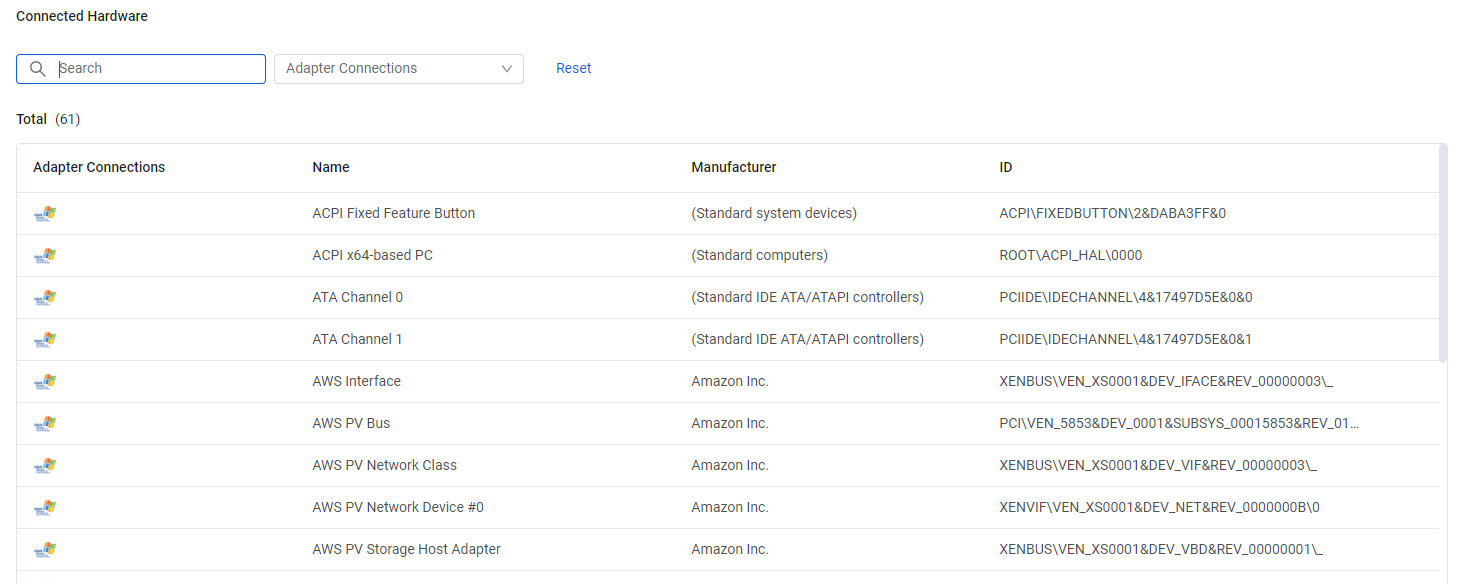 Connected Hardware
Search
Adapter Connections
Reset
Total (61)
Adapter Connections Name Manufacturer ID
ACPI Fixed Feature Button (Standard system devices) ACPI\FIXEDBUTTON\2&DABA3FF&0
ACPI x64-based PC (Standard computers) ROOT\ACPI_HAL\0000
ATA Channel 0 (Standard IDE ATA/ATAPI controllers) PCIIDE\IDECHANNEL\4&17497D5E&0&0
ATA Channel 1 (Standard IDE ATA/ATAPI controllers) PCIIDE\IDECHANNEL\4&17497D5E&0&1
AWS Interface Amazon Inc. XENBUS\VEN_XS0001&DEV_IFACE&REV_00000003\_
AWS PV Bus Amazon Inc. PCI\VEN_5853&DEV_0001&SUBSYS_00015853&REV_01...
AWS PV Network Class Amazon Inc. XENBUS\VEN_XS0001&DEV_VIF&REV_00000003\_
AWS PV Network Device #0 Amazon Inc. XENVIF\VEN_XS0001&DEV_NET&REV_0000000B\0
AWS PV Storage Host Adapter Amazon Inc. XENBUS\VEN_XS0001&DEV_VBD&REV_00000001\_